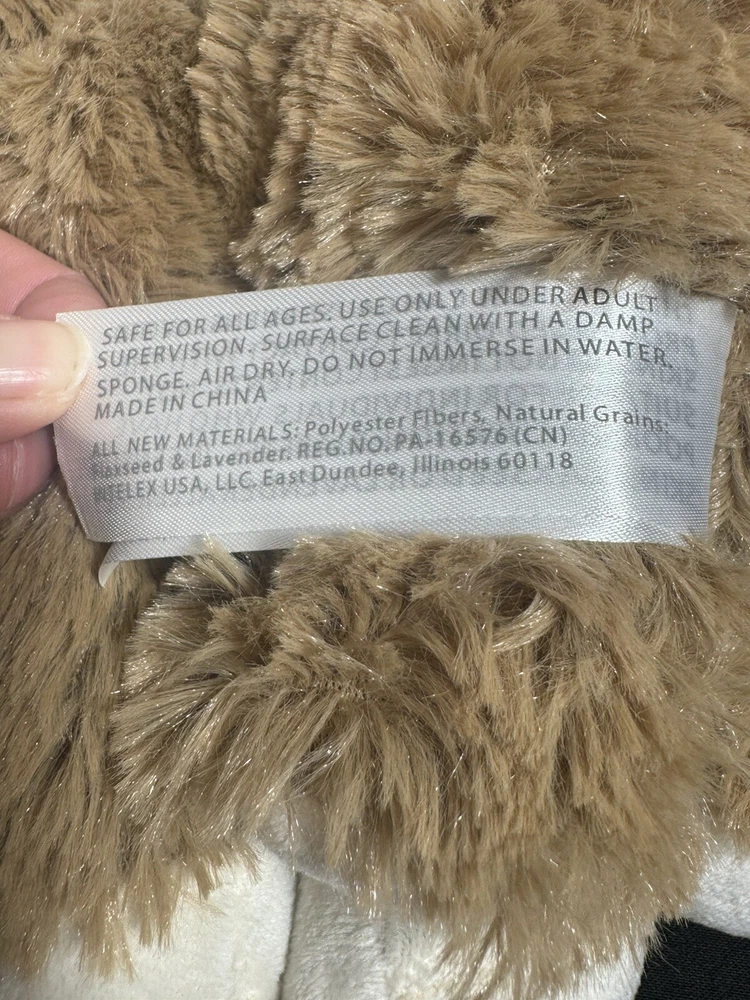 SAFE FOR ALL AGES. USE ONLY UNDER ADULT
SUPERVISION. SURFACE CLEAN WITH A DAMP
SPONGE. AIR DRY. DO NOT IMMERSE IN WATER.
MADE IN CHINA
ALL NEW MATERIALS: Polyester Fibers, Natural Grains:
Flaxseed & Lavender. REG.NO.PA-16576 (CN)
INTELEX USA, LLC. East Dundee, Illinois 60118